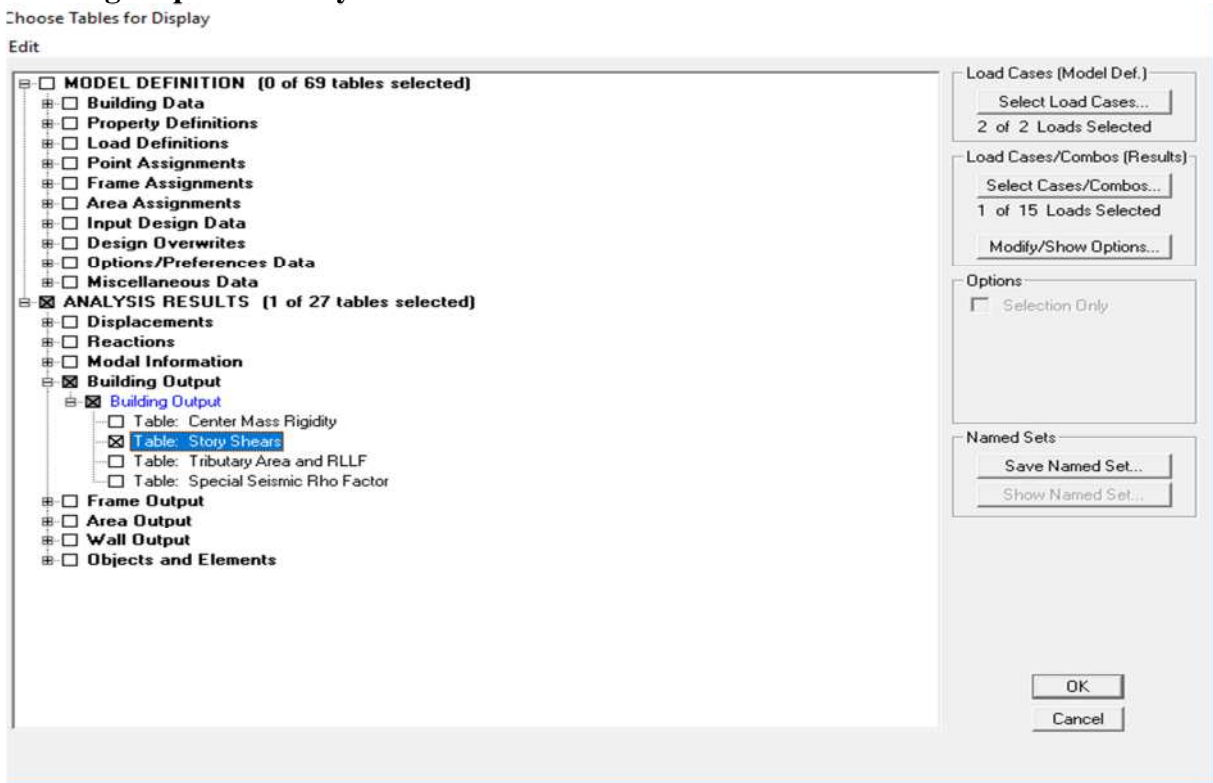 Choose Tables for Display
Edit
MODEL DEFINITION (0 of 69 tables selected)
Building Data
Property Definitions
Load Definitions
Point Assignments
Frame Assignments
Area Assignments
Input Design Data
Design Overwrites
Options/Preferences Data
Miscellaneous Data
ANALYSIS RESULTS (1 of 27 tables selected)
Displacements
Reactions
Modal Information
Building Output
Building Output
Table: Center Mass Rigidity
Table: Story Shears
Table: Tributary Area and RLLF
Table: Special Seismic Rho Factor
Frame Output
Area Output
Wall Output
Objects and Elements
Load Cases (Model Def.)
Select Load Cases...
2 of 2 Loads Selected
Load Cases/Combos (Results)
Select Cases/Combos...
1 of 15 Loads Selected
Modify/Show Options...
Options
Selection Only
Named Sets
Save Named Set...
Show Named Set...
OK
Cancel